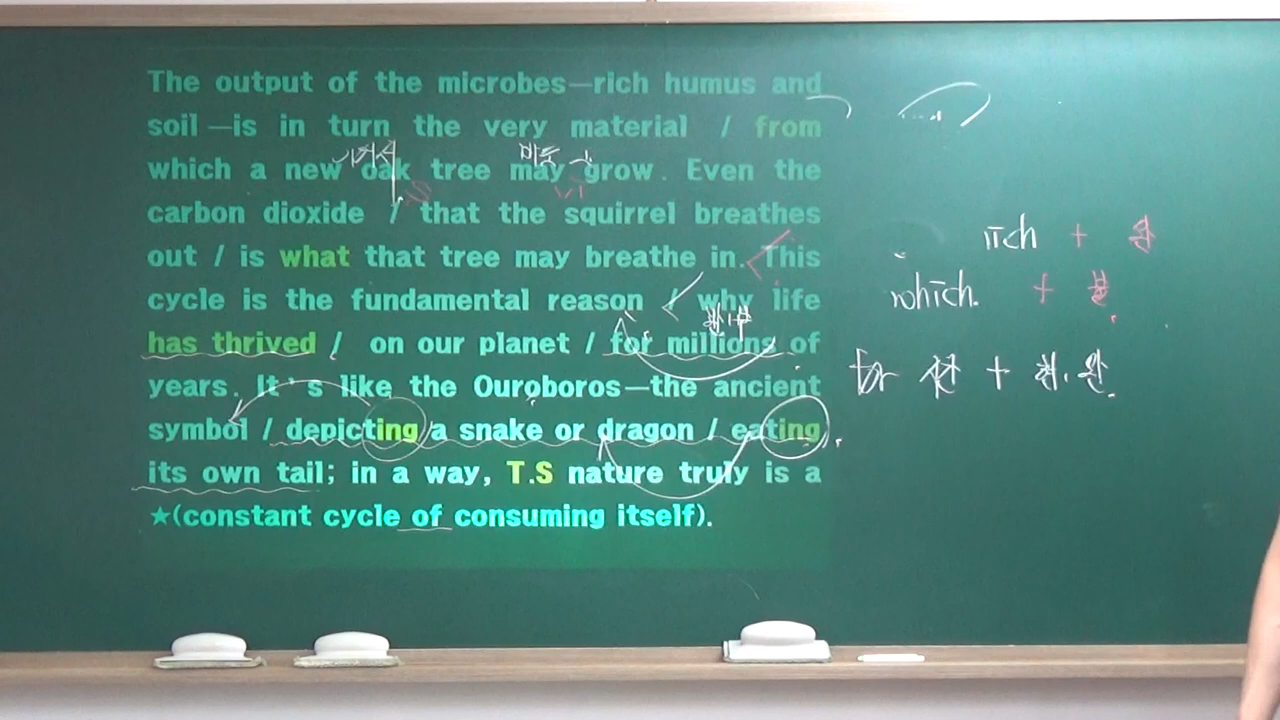 The output of the microbes—rich humus and
soil —is in turn the very material / from
which a new oak tree may grow. Even the
carbon dioxide / that the squirrel breathes
out / is what that tree may breathe in. This
cycle is the fundamental reason / why life
has thrived / on our planet / for millions of
years. It's like the Ouroboros—the ancient
symbol / depicting a snake or dragon / eating
its own tail; in a way, T.S nature truly is a
★(constant cycle of consuming itself).
S
vi
+
which. +
for +